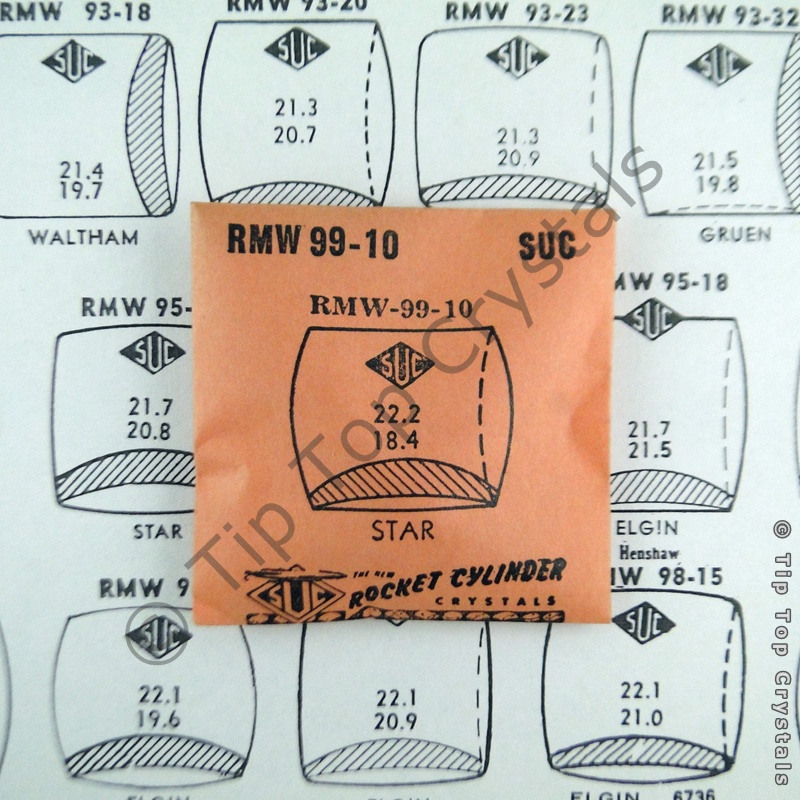 RMW 93-18
RMW 93-20
RMW 93-23
RMW 93-32
SUC
SUC
SUC
SUC
21.4
19.7
21.3
20.7
21.3
20.9
21.5
19.8
WALTHAM
GRUEN
RMW 99-10 SUC
RMW-99-10
SUC
22.2
18.4
STAR
THE NEW
ROCKET CYLINDER
CRYSTALS
SUC
RMW 95-
SUC
21.7
20.8
STAR
MW 95-18
SUC
21.7
21.5
ELG!N
Henshaw
RMW 9
SUC
22.1
19.6
ELGIN
22.1
20.9
ELGIN
IW 98-15
SUC
22.1
21.0
ELGIN 6736
© Tip Top Crystals
© Tip Top Crystals